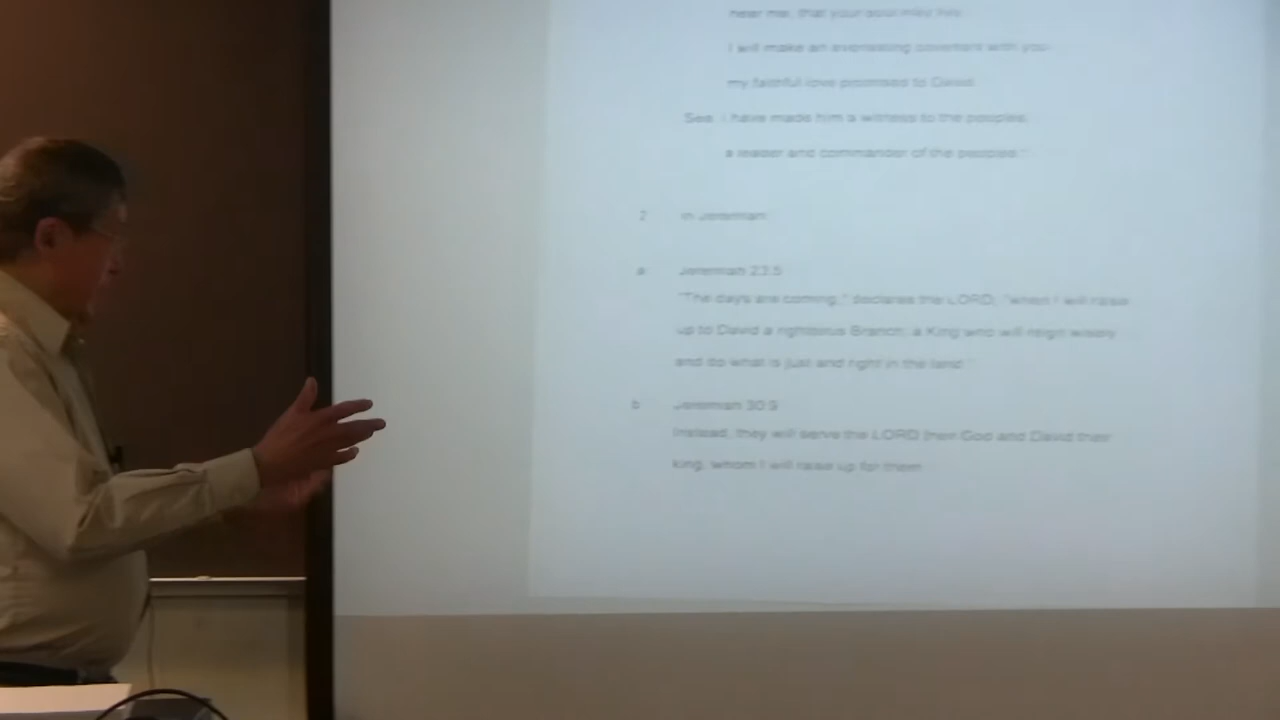 near me, that your soul may live.
I will make an everlasting covenant with you
my faithful love promised to David
See, I have made him a witness to the peoples,
a leader and commander of the peoples."
2 In Jeremiah
a Jeremiah 23:5
"The days are coming," declares the LORD, "when I will raise
up to David a righteous Branch, a King who will reign wisely
and do what is just and right in the land."
b Jeremiah 30:9
Instead, they will serve the LORD their God and David their
king, whom I will raise up for them